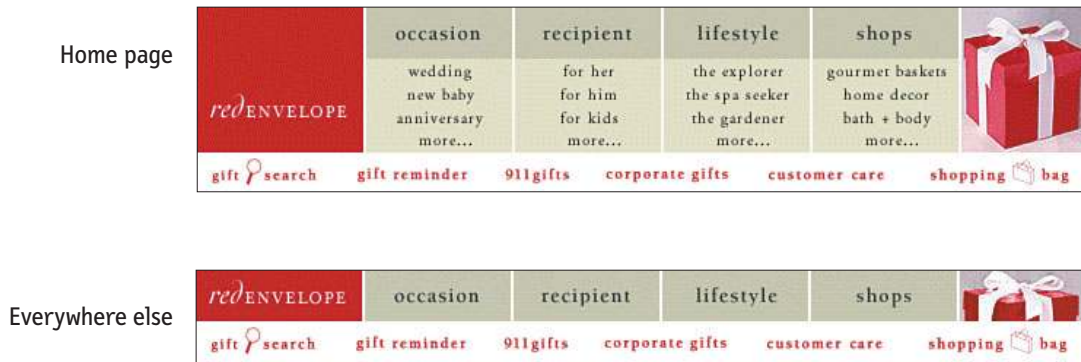 Home page
redENVELOPE
occasion recipient lifestyle shops
wedding for her the explorer gourmet baskets
new baby for him the spa seeker home decor
anniversary for kids the gardener bath + body
more... more... more... more...
gift search gift reminder 911gifts corporate gifts customer care shopping bag
Everywhere else
redENVELOPE occasion recipient lifestyle shops
gift search gift reminder 911gifts corporate gifts customer care shopping bag